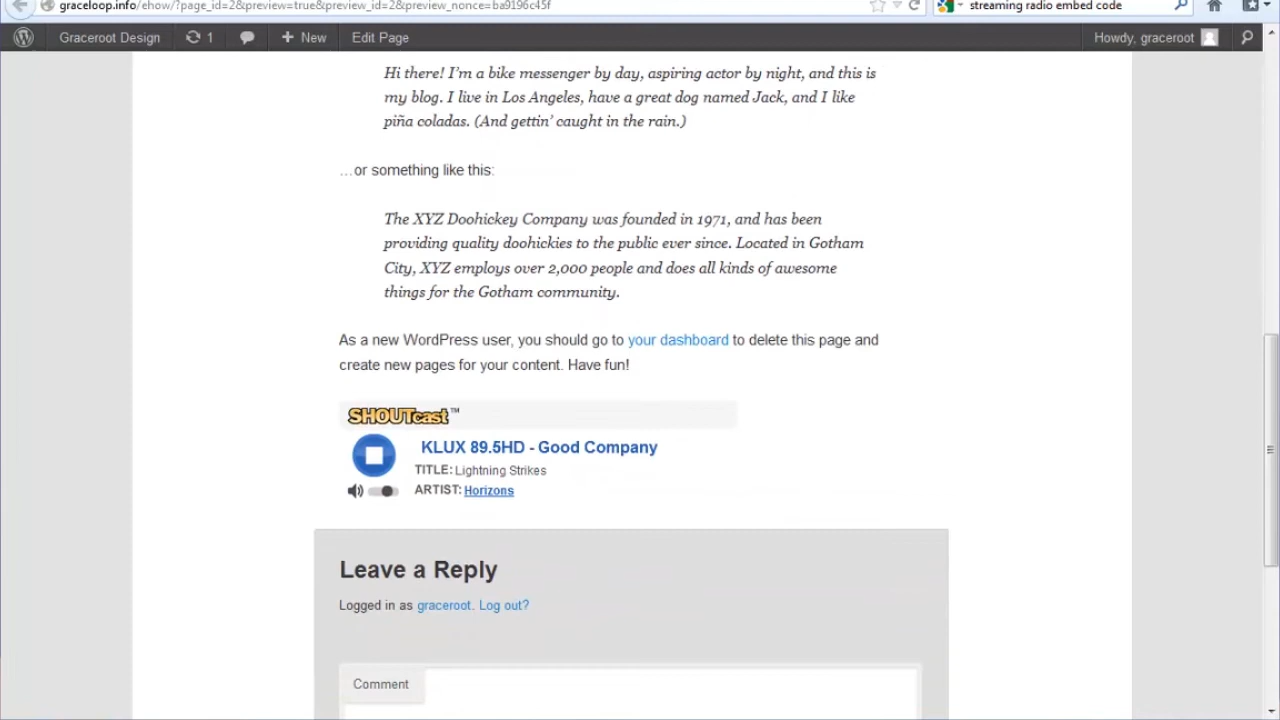 graceloop.info/ehow/?page_id=2&preview=true&preview_id=2&preview_nonce=ba9196c45f
streaming radio embed code
Graceroot Design 1 New Edit Page Howdy, graceroot
Hi there! I'm a bike messenger by day, aspiring actor by night, and this is
my blog. I live in Los Angeles, have a great dog named Jack, and I like
piña coladas. (And gettin' caught in the rain.)
…or something like this:
The XYZ Doohickey Company was founded in 1971, and has been
providing quality doohickies to the public ever since. Located in Gotham
City, XYZ employs over 2,000 people and does all kinds of awesome
things for the Gotham community.
As a new WordPress user, you should go to your dashboard to delete this page and
create new pages for your content. Have fun!
SHOUTcast™
KLUX 89.5HD - Good Company
TITLE: Lightning Strikes
ARTIST: Horizons
Leave a Reply
Logged in as graceroot. Log out?
Comment